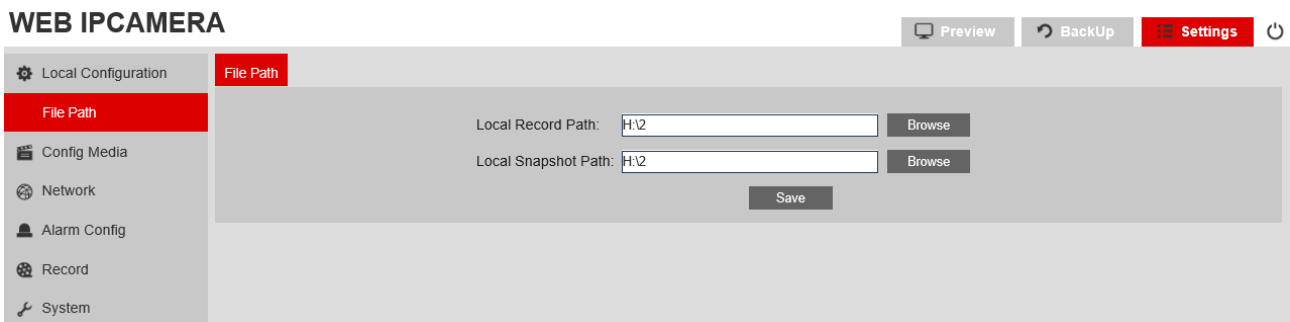 WEB IPCAMERA
Preview BackUp Settings
Local Configuration
File Path
Config Media
Network
Alarm Config
Record
System
File Path
Local Record Path: H:\2 Browse
Local Snapshot Path: H:\2 Browse
Save